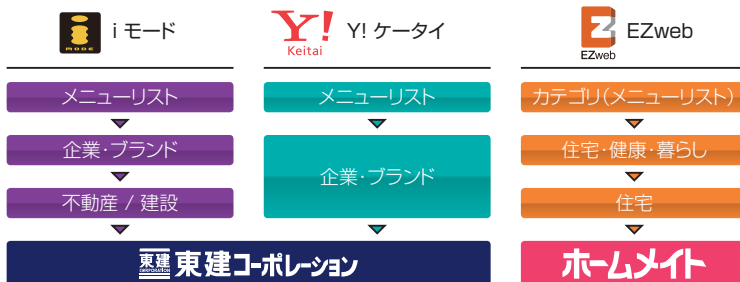 i MODE iモード
メニューリスト
企業・ブランド
不動産 / 建設
Y! Keitai Y! ケータイ
メニューリスト
企業・ブランド
東建 CORPORATION 東建コーポレーション
EZweb EZweb
カテゴリ(メニューリスト)
住宅・健康・暮らし
住宅
ホームメイト